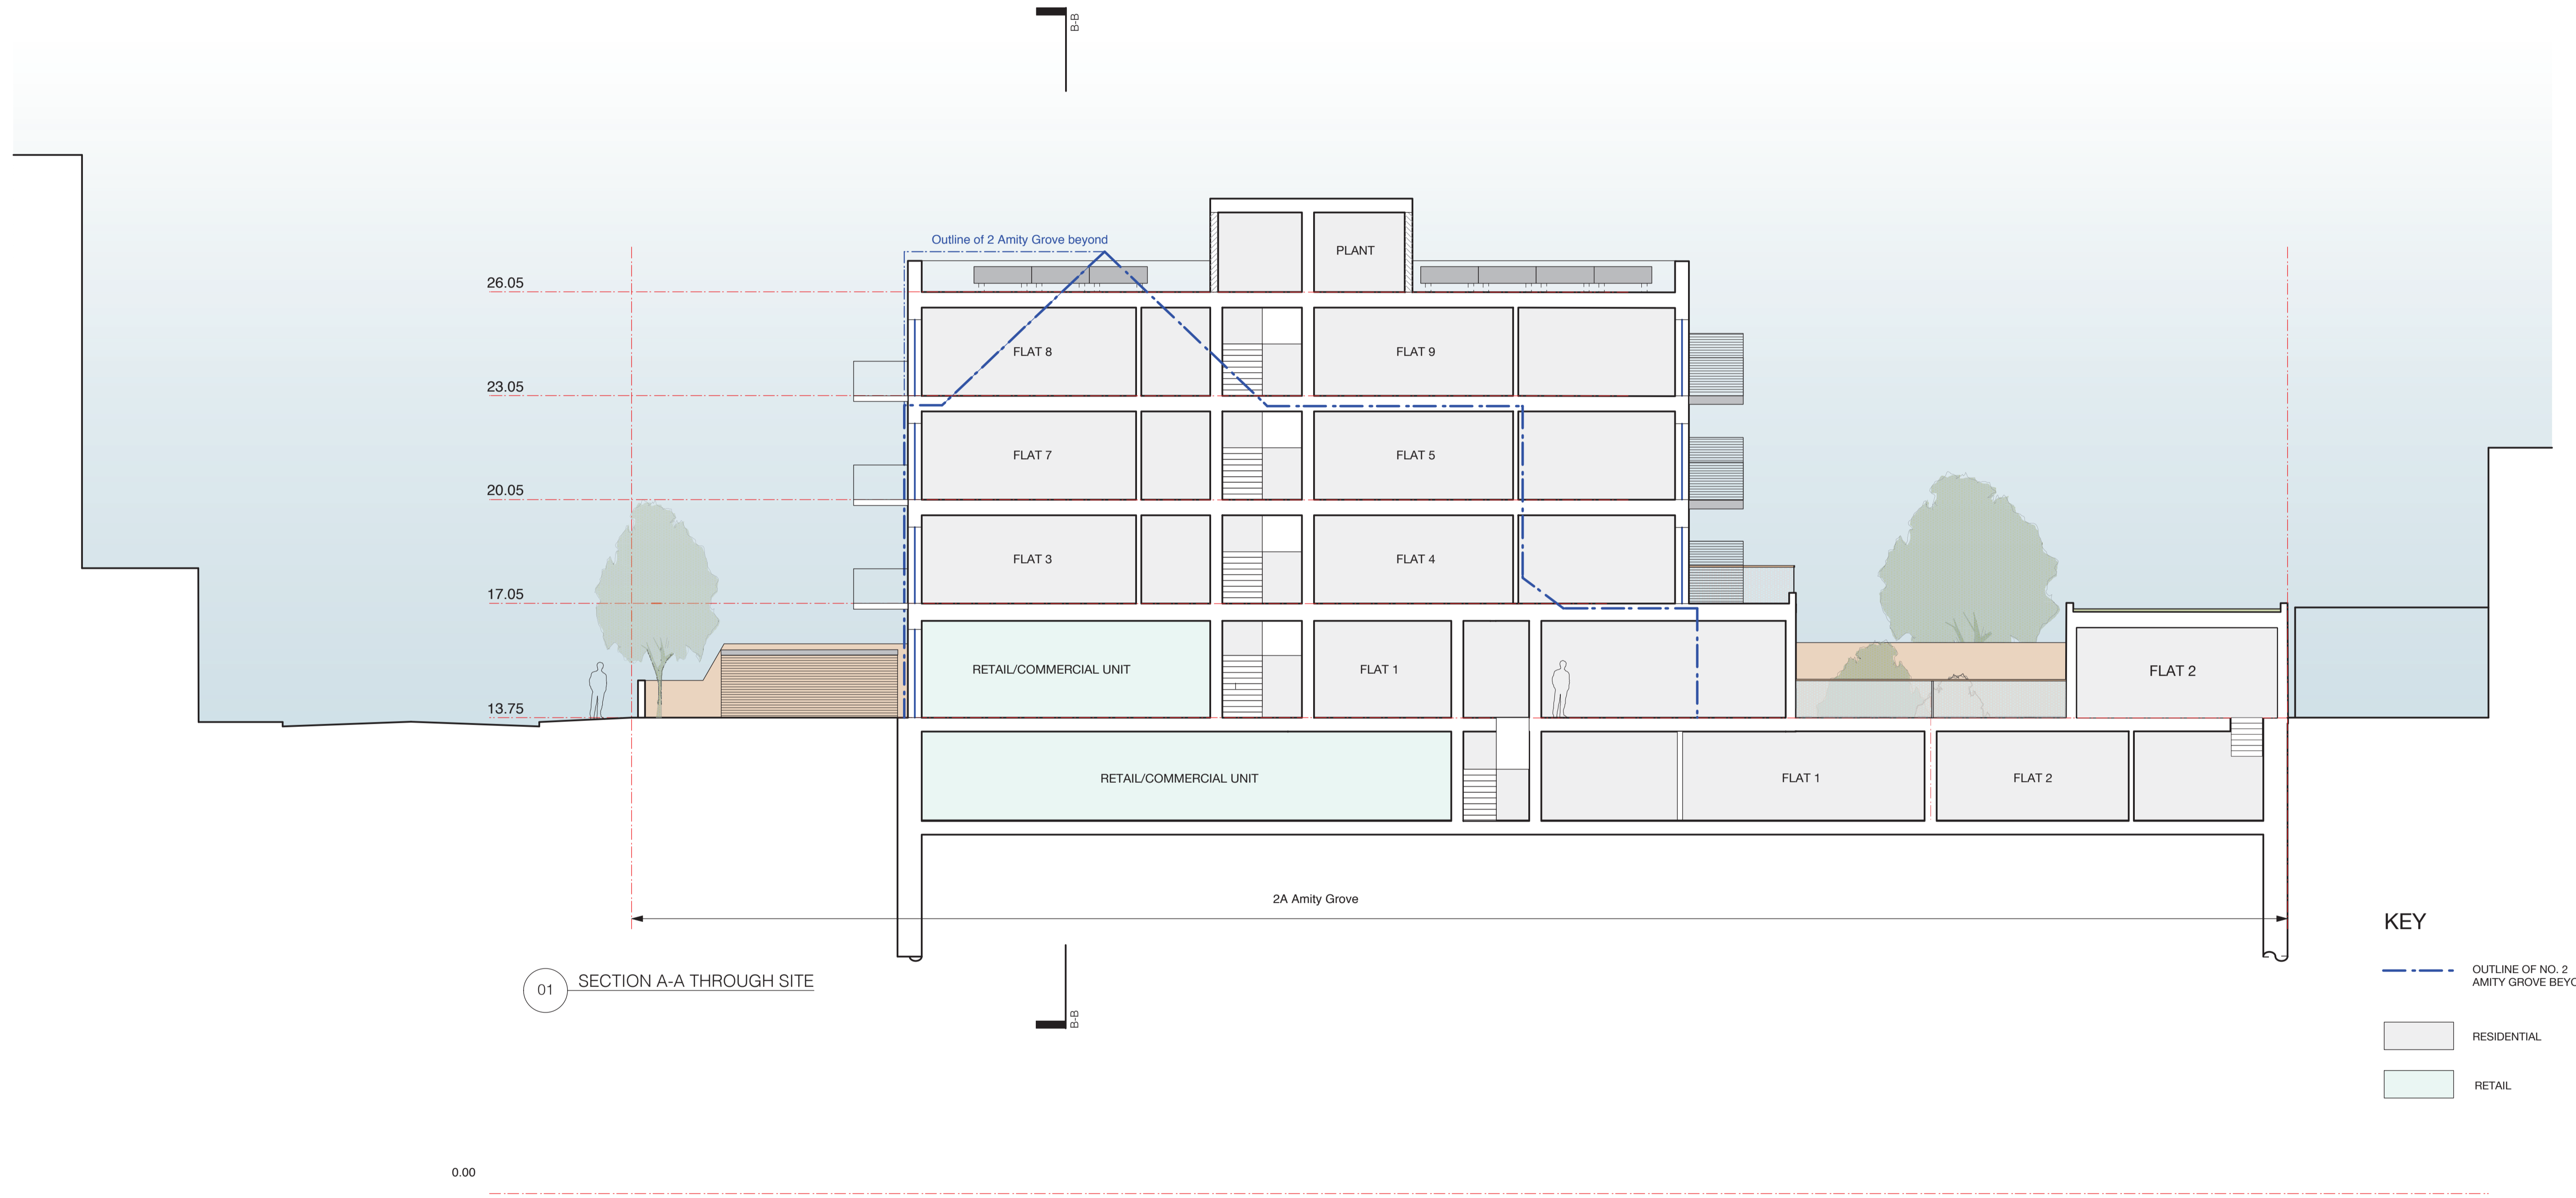 B-B
Outline of 2 Amity Grove beyond
PLANT
26.05
FLAT 8
FLAT 9
23.05
FLAT 7
FLAT 5
20.05
FLAT 3
FLAT 4
17.05
RETAIL/COMMERCIAL UNIT
FLAT 1
FLAT 2
13.75
RETAIL/COMMERCIAL UNIT
FLAT 1
FLAT 2
2A Amity Grove
KEY
OUTLINE OF NO. 2
AMITY GROVE BEYO
RESIDENTIAL
RETAIL
01
SECTION A-A THROUGH SITE
B-B
0.00